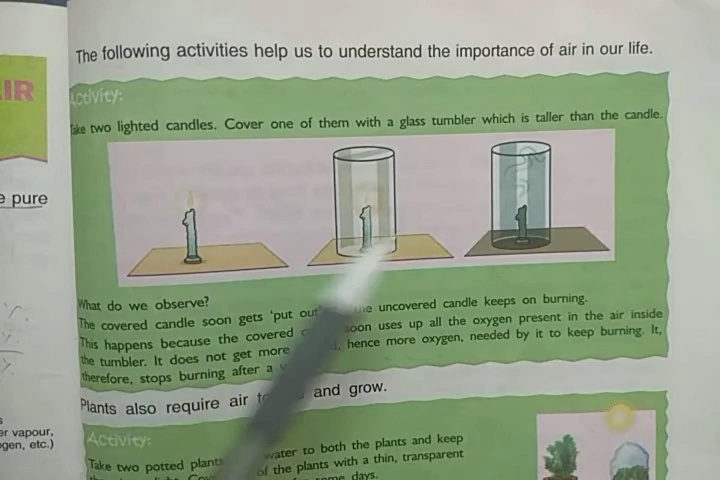 The following activities help us to understand the importance of air in our life.
IR
Activity:
Take two lighted candles. Cover one of them with a glass tumbler which is taller than the candle.
e pure
What do we observe?
The covered candle soon gets 'put out' uncovered candle keeps on burning.
This happens because the covered soon uses up all the oxygen present in the air inside
the tumbler. It does not get more hence more oxygen, needed by it to keep burning. It,
therefore, stops burning after a
Plants also require air and grow.
er vapour,
gen, etc.)
Activity:
Take two potted plants water to both the plants and keep
of the plants with a thin, transparent
some days.